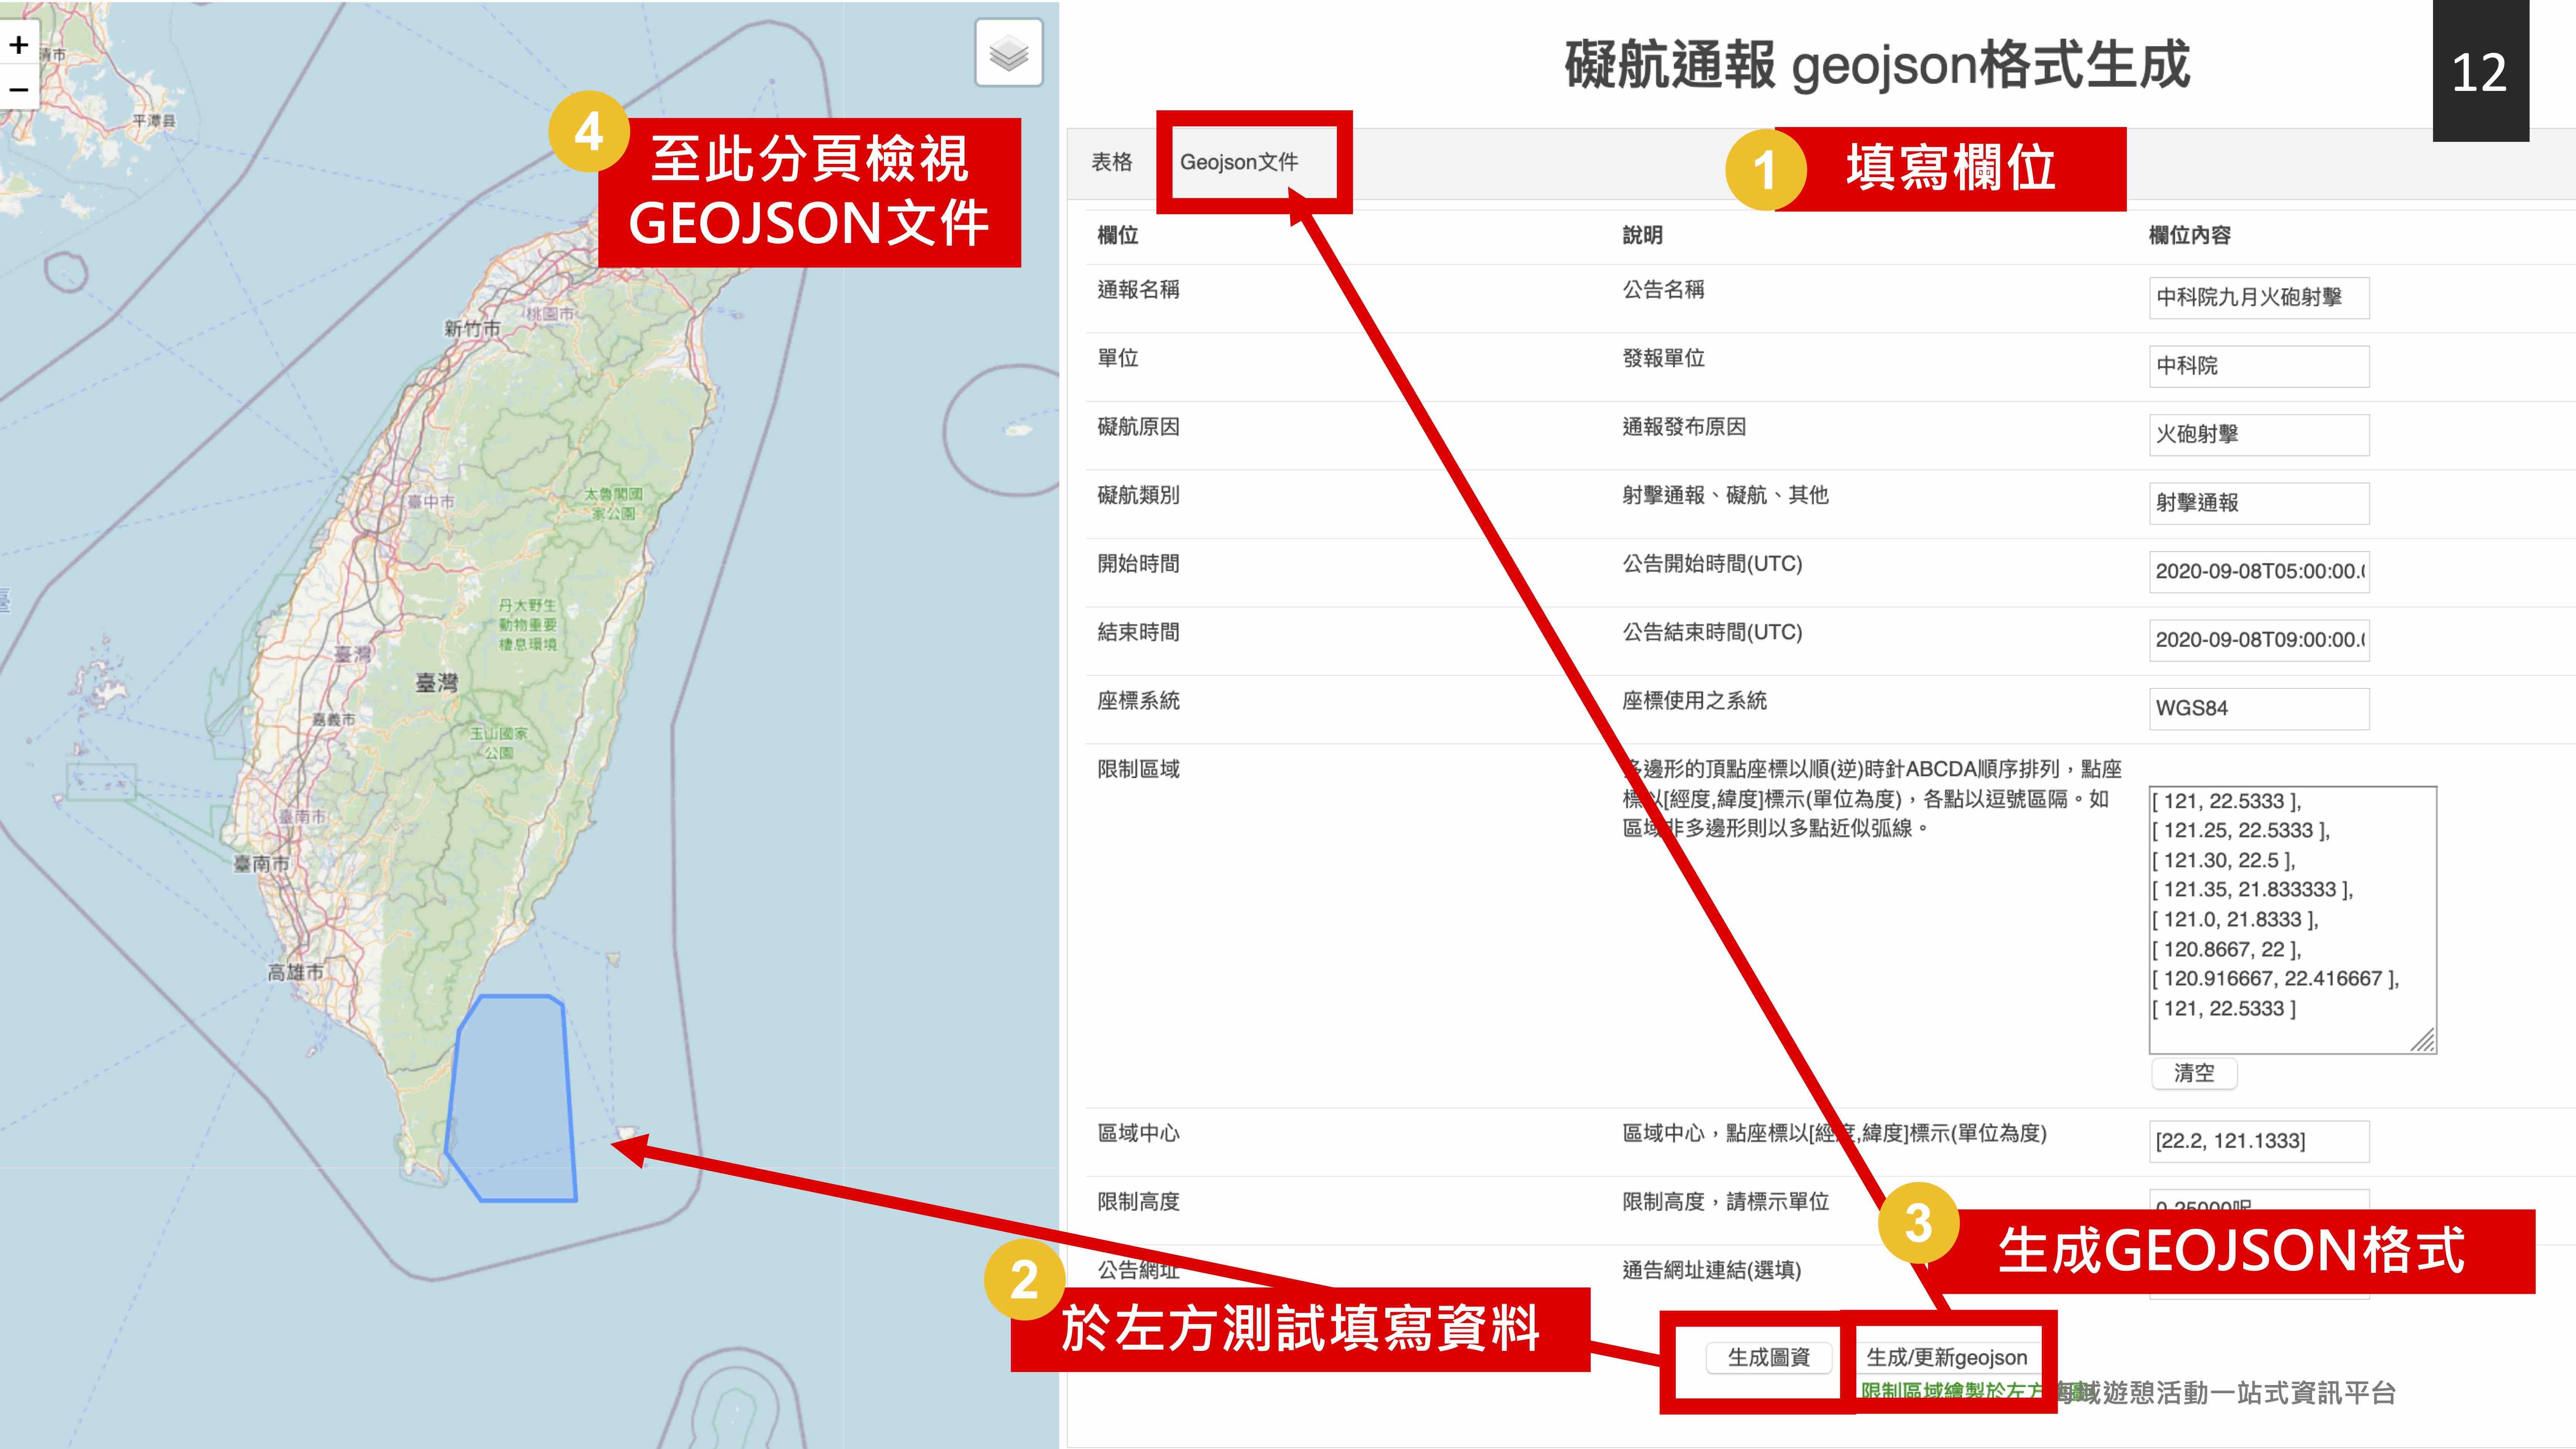 礙航通報 geojson格式生成
12
+
−
清市
平潭縣
4
至此分頁檢視
GEOJSON文件
1
填寫欄位
表格
Geojson文件
欄位
說明
欄位內容
通報名稱
公告名稱
中科院九月火砲射擊
單位
發報單位
中科院
礙航原因
通報發布原因
火砲射擊
礙航類別
射擊通報、礙航、其他
射擊通報
開始時間
公告開始時間(UTC)
2020-09-08T05:00:00.
結束時間
公告結束時間(UTC)
2020-09-08T09:00:00.
座標系統
座標使用之系統
WGS84
限制區域
多邊形的頂點座標以順(逆)時針ABCDA順序排列，點座
標以[經度,緯度]標示(單位為度)，各點以逗號區隔。如
區域非多邊形則以多點近似弧線。
[ 121, 22.5333 ],
[ 121.25, 22.5333 ],
[ 121.30, 22.5 ],
[ 121.35, 21.833333 ],
[ 121.0, 21.8333 ],
[ 120.8667, 22 ],
[ 120.916667, 22.416667 ],
[ 121, 22.5333 ]
清空
區域中心
區域中心，點座標以[經度,緯度]標示(單位為度)
[22.2, 121.1333]
限制高度
限制高度，請標示單位
0-25000呎
3
生成GEOJSON格式
公告網址
通告網址連結(選填)
2
於左方測試填寫資料
生成圖資
生成/更新geojson
限制區域繪製於左方
海域遊憩活動一站式資訊平台
桃園市
新竹市
臺中市
太魯閣國
家公園
丹大野生
動物重要
棲息環境
臺灣
臺灣
嘉義市
玉山國家
公園
臺南市
臺南市
高雄市